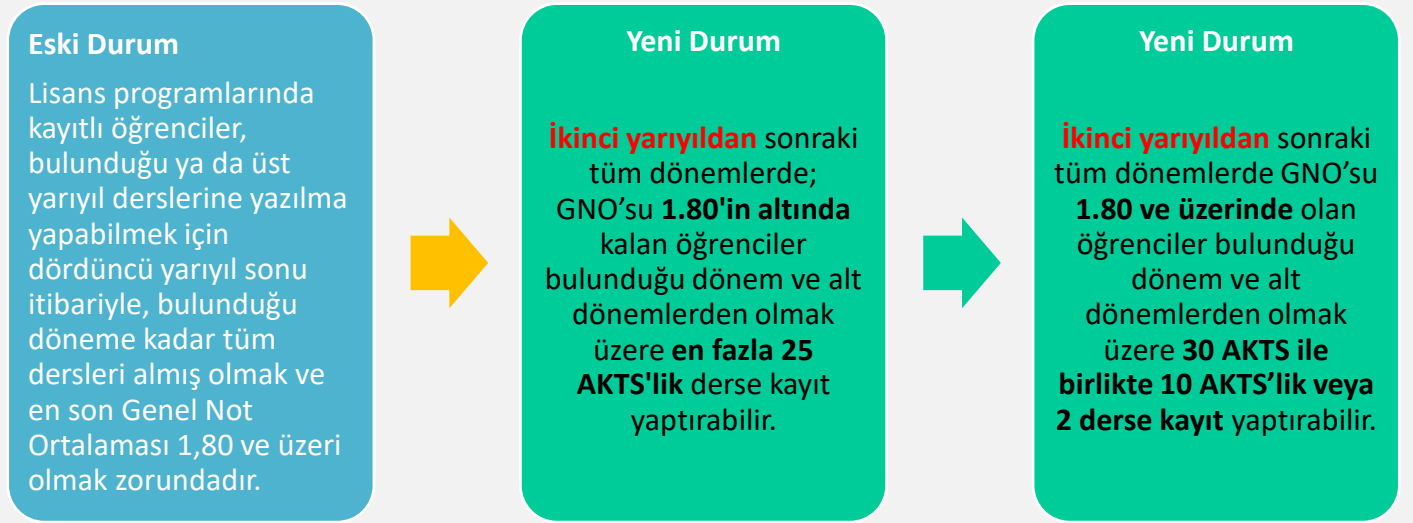 Eski Durum
Lisans programlarında
kayıtlı öğrenciler,
bulunduğu ya da üst
yarıyıl derslerine yazılma
yapabilmek için
dördüncü yarıyıl sonu
itibariyle, bulunduğu
döneme kadar tüm
dersleri almış olmak ve
en son Genel Not
Ortalaması 1,80 ve üzeri
olmak zorundadır.
Yeni Durum
İkinci yarıyıldan sonraki
tüm dönemlerde;
GNO’su 1.80'in altında
kalan öğrenciler
bulunduğu dönem ve alt
dönemlerden olmak
üzere en fazla 25
AKTS'lik derse kayıt
yaptırabilir.
Yeni Durum
İkinci yarıyıldan sonraki
tüm dönemlerde GNO’su
1.80 ve üzerinde olan
öğrenciler bulunduğu
dönem ve alt
dönemlerden olmak
üzere 30 AKTS ile
birlikte 10 AKTS’lik veya
2 derse kayıt yaptırabilir.